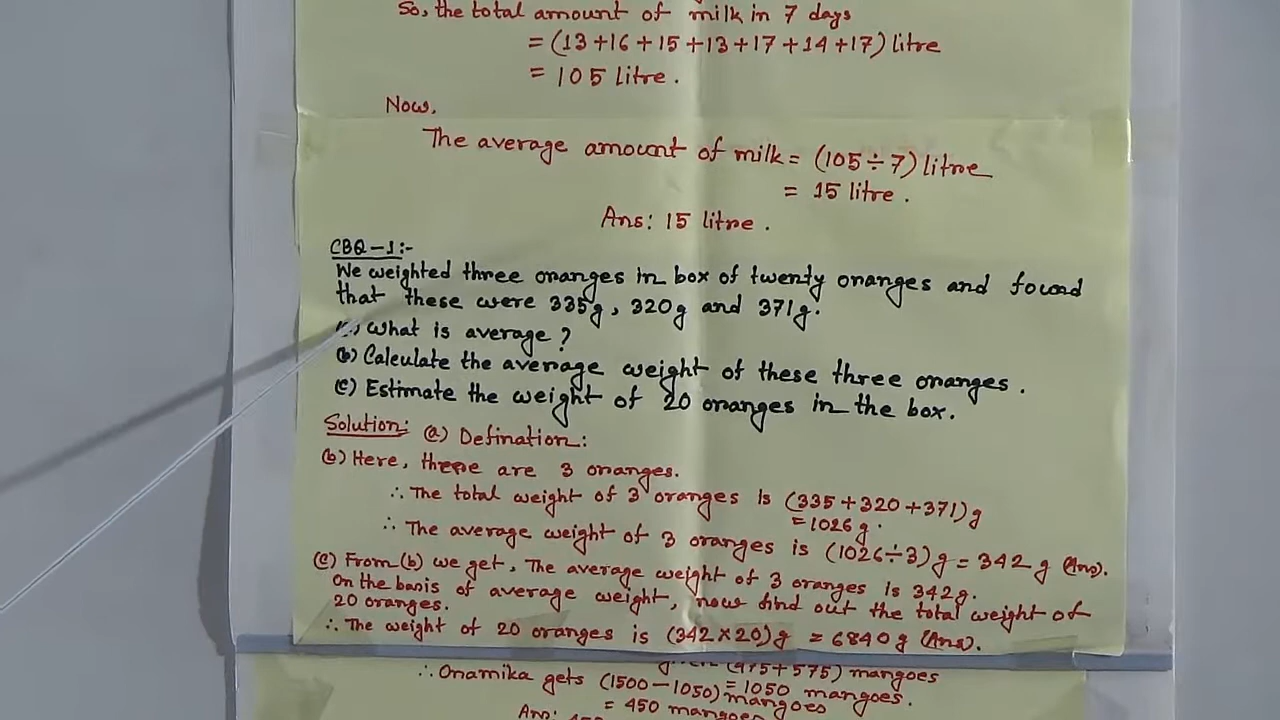 So, the total amount of milk in 7 days
= (13+16+15+13+17+14+17) litre
= 105 litre.
Now,
The average amount of milk = (105÷7) litre
= 15 litre.
Ans: 15 litre.
CBQ-1:-
We weighted three oranges in box of twenty oranges and found
that these were 335g, 320g and 371g.
(a) What is average?
(b) Calculate the average weight of these three oranges.
(c) Estimate the weight of 20 oranges in the box.
Solution: (a) Defination:
(b) Here, there are 3 oranges.
∴ The total weight of 3 oranges is (335+320+371)g
=1026g.
∴ The average weight of 3 oranges is (1026÷3)g = 342g (Ans).
(c) From (b) we get, The average weight of 3 oranges is 342g.
On the basis of average weight, now find out the total weight of
20 oranges.
∴ The weight of 20 oranges is (342×20)g = 6840g (Ans).
(975+575) mangoes
= 1050 mangoes.
∴ Onamika gets (1500-1050) mangoes
= 450 mangoes
Ans: